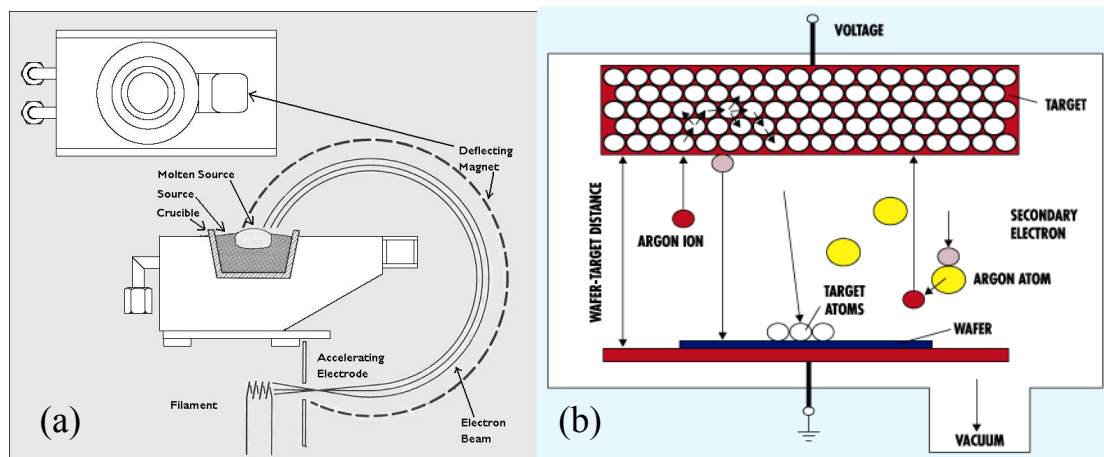 Deflecting
Magnet
Molten Source
Source
Crucible
Accelerating
Electrode
Filament
Electron
Beam
(a)
VOLTAGE
TARGET
WAFER-TARGET DISTANCE
ARGON ION
SECONDARY
ELECTRON
ARGON ATOM
TARGET
ATOMS
WAFER
VACUUM
(b)